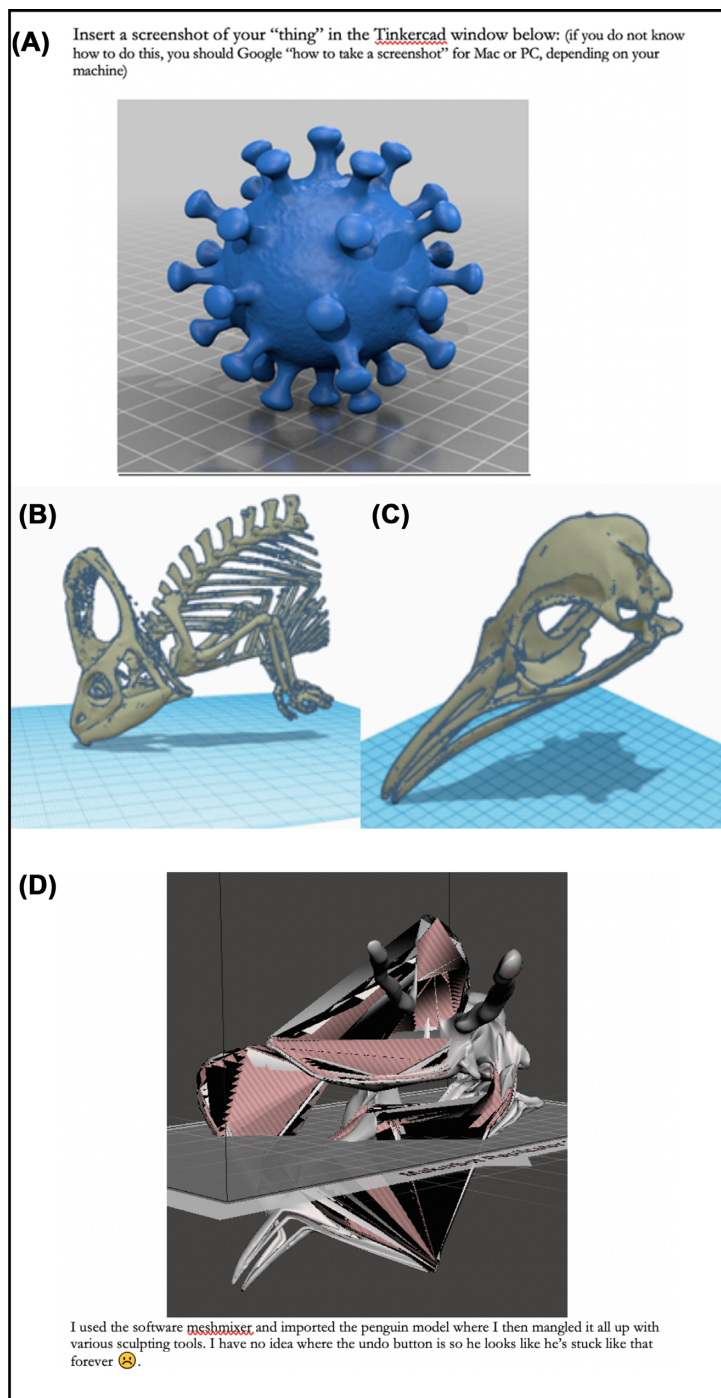 (A)
Insert a screenshot of your “thing” in the Tinkercad window below: (if you do not know
how to do this, you should Google “how to take a screenshot” for Mac or PC, depending on your
machine)
(B)
(C)
(D)
I used the software meshmixer and imported the penguin model where I then mangled it all up with
various sculpting tools. I have no idea where the undo button is so he looks like he’s stuck like that
forever ☹️.